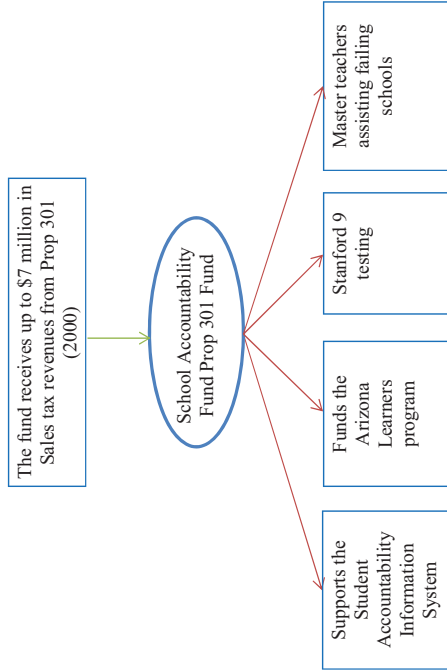 The fund receives up to $7 million in
Sales tax revenues from Prop 301
(2000)
School Accountability
Fund Prop 301 Fund
Supports the
Student
Accountability
Information
System
Funds the
Arizona
Learners
program
Stanford 9
testing
Master teachers
assisting failing
schools